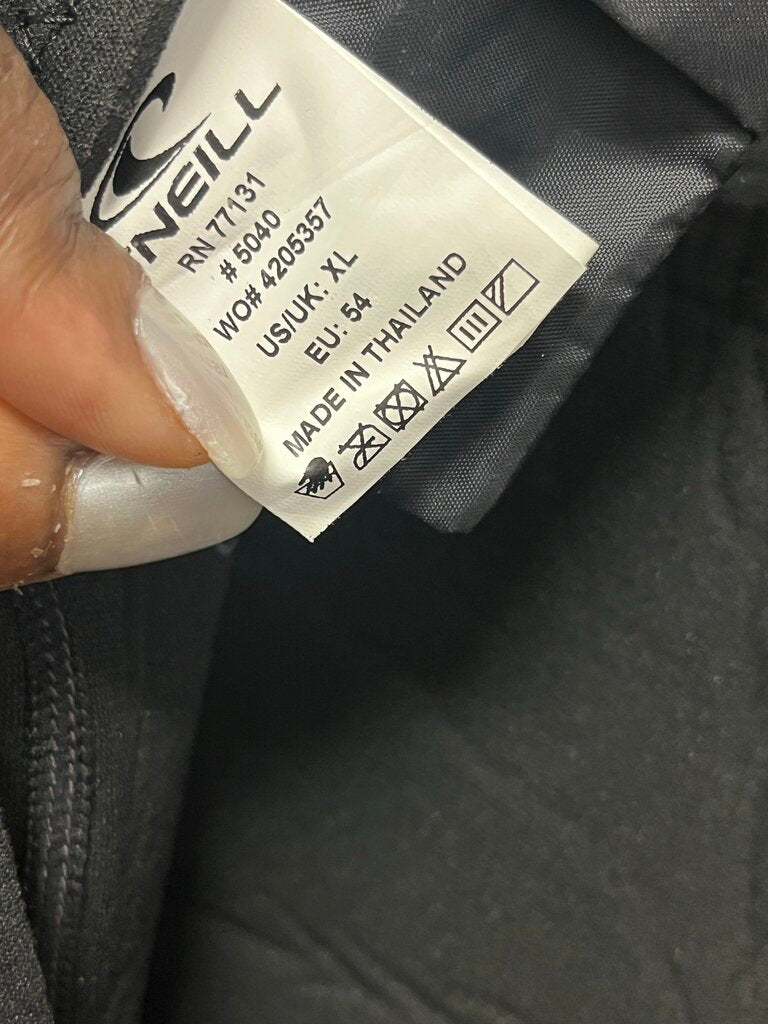 NEILL
RN 77131
# 5040
WO# 4205357
US/UK: XL
EU: 54
MADE IN THAILAND